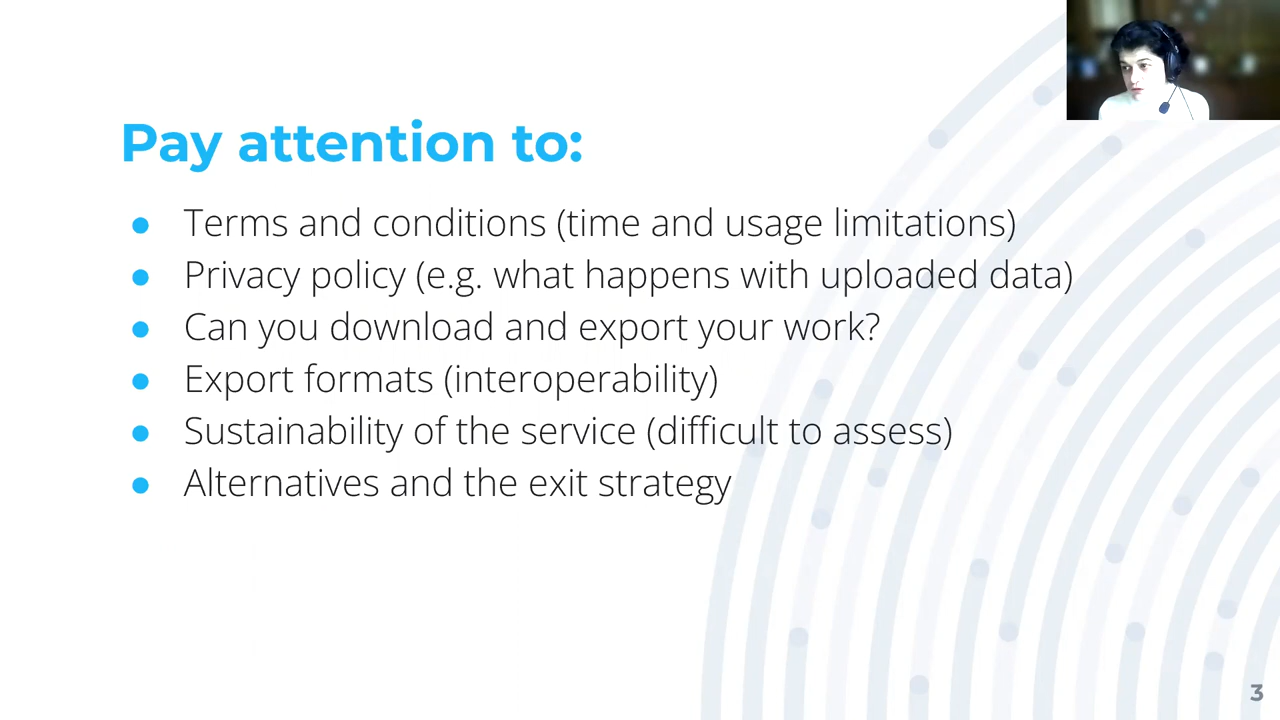 Pay attention to:
● Terms and conditions (time and usage limitations)
● Privacy policy (e.g. what happens with uploaded data)
● Can you download and export your work?
● Export formats (interoperability)
● Sustainability of the service (difficult to assess)
● Alternatives and the exit strategy
3